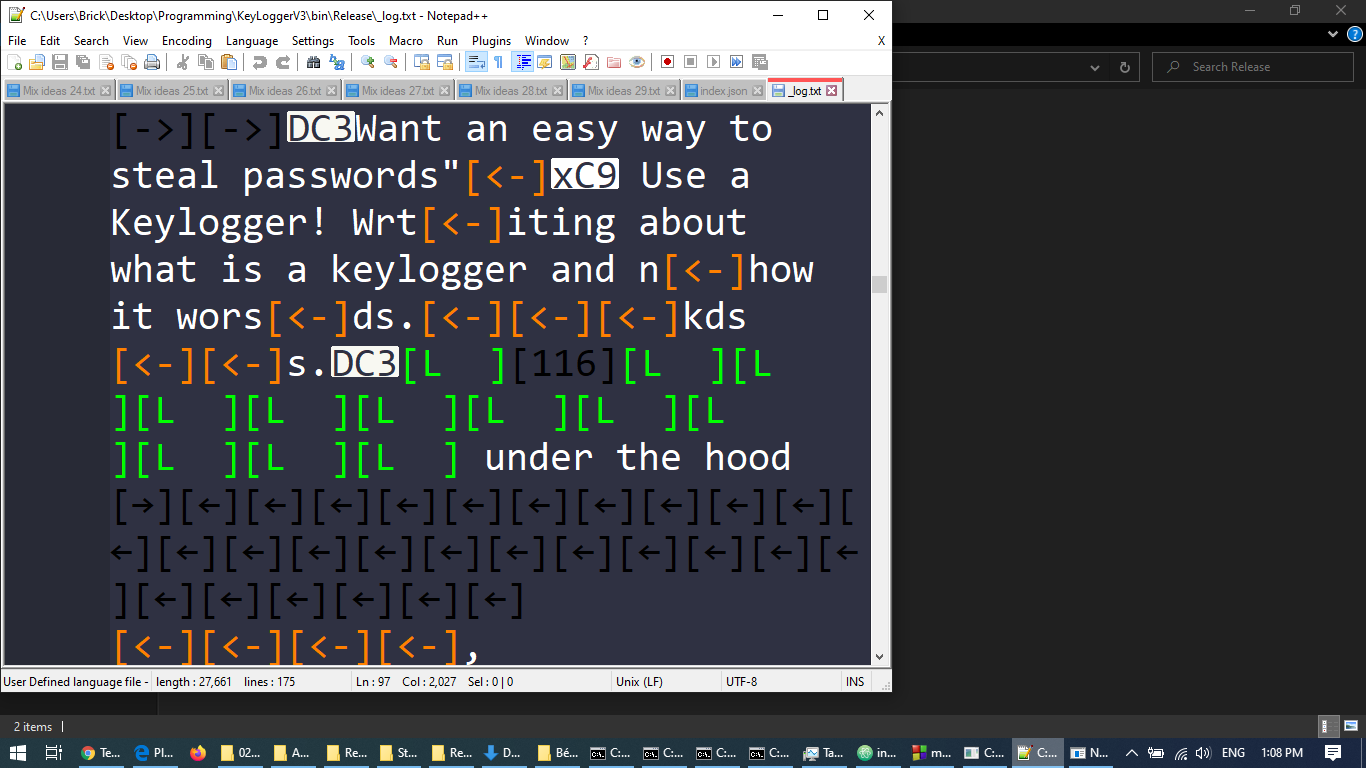 C:\Users\Brick\Desktop\Programming\KeyLoggerV3\bin\Release\_log.txt - Notepad++
File Edit Search View Encoding Language Settings Tools Macro Run Plugins Window ? X
Search Release
Mix ideas 24.txt Mix ideas 25.txt Mix ideas 26.txt Mix ideas 27.txt Mix ideas 28.txt Mix ideas 29.txt index.json _log.txt
[->][->]DC3Want an easy way to
steal passwords"[<-]xC9 Use a
Keylogger! Wrt[<-]iting about
what is a keylogger and n[<-]how
it wors[<-]ds.[<-][<-][<-]kds
[<-][<-]s.DC3[L  ][116][L  ][L
][L  ][L  ][L  ][L  ][L  ][L
][L  ][L  ][L  ] under the hood
[→][←][←][←][←][←][←][←][←][←][←][
←][←][←][←][←][←][←][←][←][←][←][←
][←][←][←][←][←][←]
[<-][<-][<-][<-],
User Defined language file - length : 27,661 lines : 175 Ln : 97 Col : 2,027 Sel : 0 | 0 Unix (LF) UTF-8 INS
2 items
Te... Pl... 02... A... Re... St... Re... D... Bé... C:... C:... C:... C:... Ta... in... m... C:... C:... N... ENG 1:08 PM